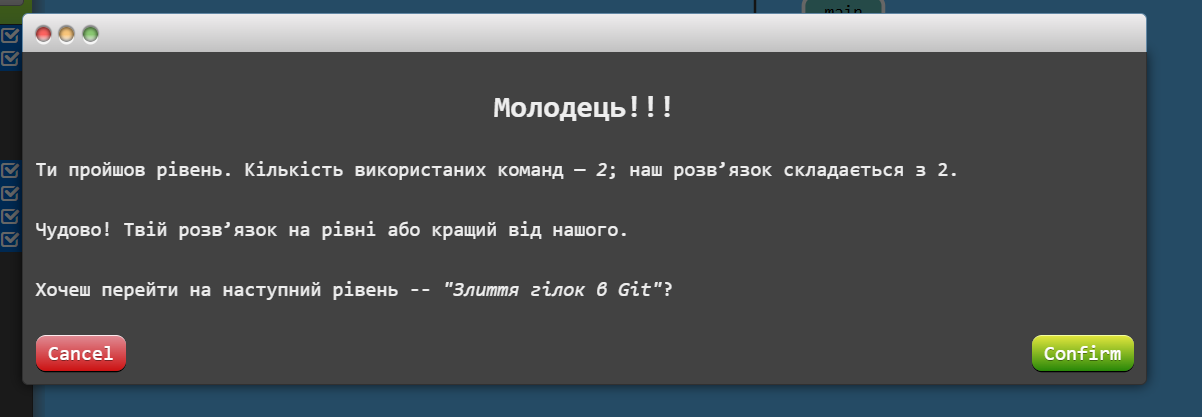 main
Молодець!!!
Ти пройшов рівень. Кількість використаних команд — 2; наш розв’язок складається з 2.
Чудово! Твій розв’язок на рівні або кращий від нашого.
Хочеш перейти на наступний рівень -- "Злиття гілок в Git"?
Cancel
Confirm